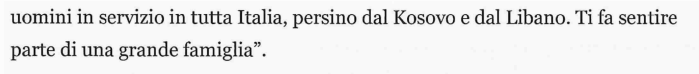 uomini in servizio in tutta Italia, persino dal Kosovo e dal Libano. Ti fa sentire
parte di una grande famiglia”.